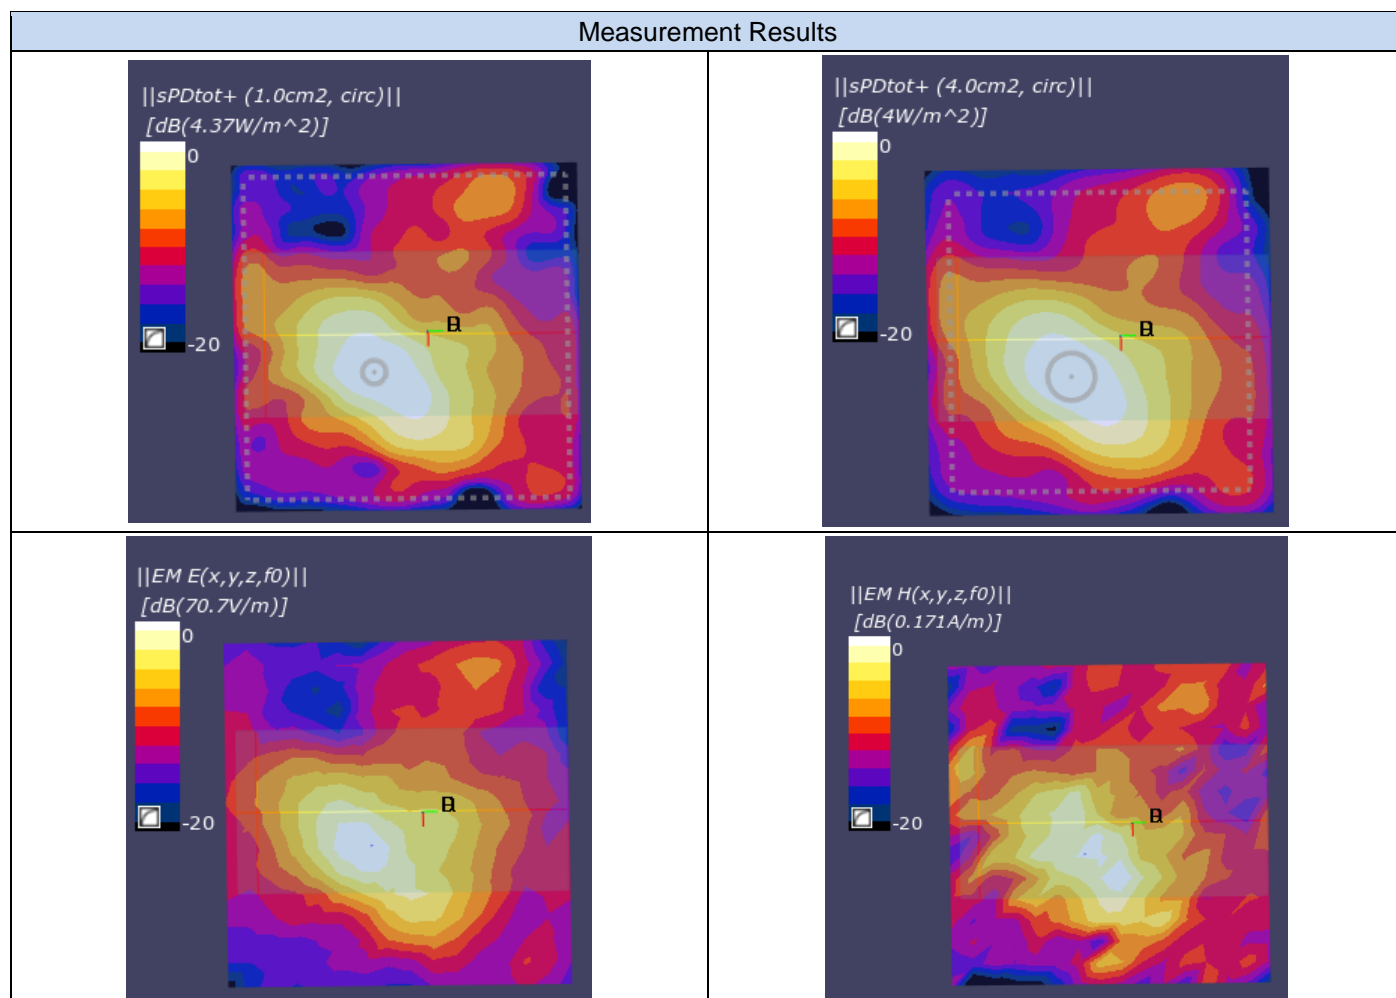 Measurement Results
||sPDtot+ (1.0cm2, circ)||
[dB(4.37W/m^2)]
0
-20
||sPDtot+ (4.0cm2, circ)||
[dB(4W/m^2)]
0
-20
||EM E(x,y,z,f0)||
[dB(70.7V/m)]
0
-20
||EM H(x,y,z,f0)||
[dB(0.171A/m)]
0
-20